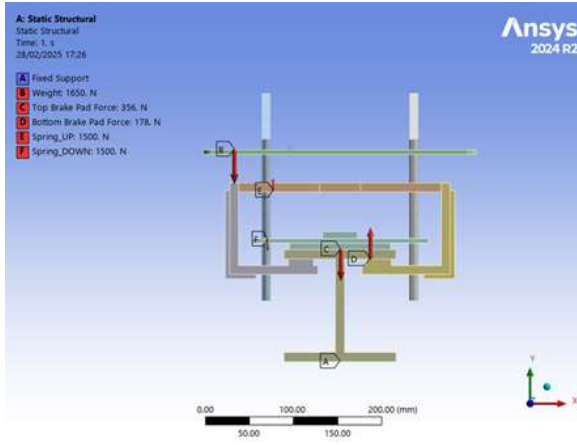 A: Static Structural
Static Structural
Time: 1. s
28/02/2025 17:26
A Fixed Support
B Weight: 1650. N
C Top Brake Pad Force: 356. N
D Bottom Brake Pad Force: 178. N
E Spring_UP: 1500. N
F Spring_DOWN: 1500. N
Ansys
2024 R2
B
E
F
C
D
A
Y
X
0.00 100.00 200.00 (mm)
50.00 150.00